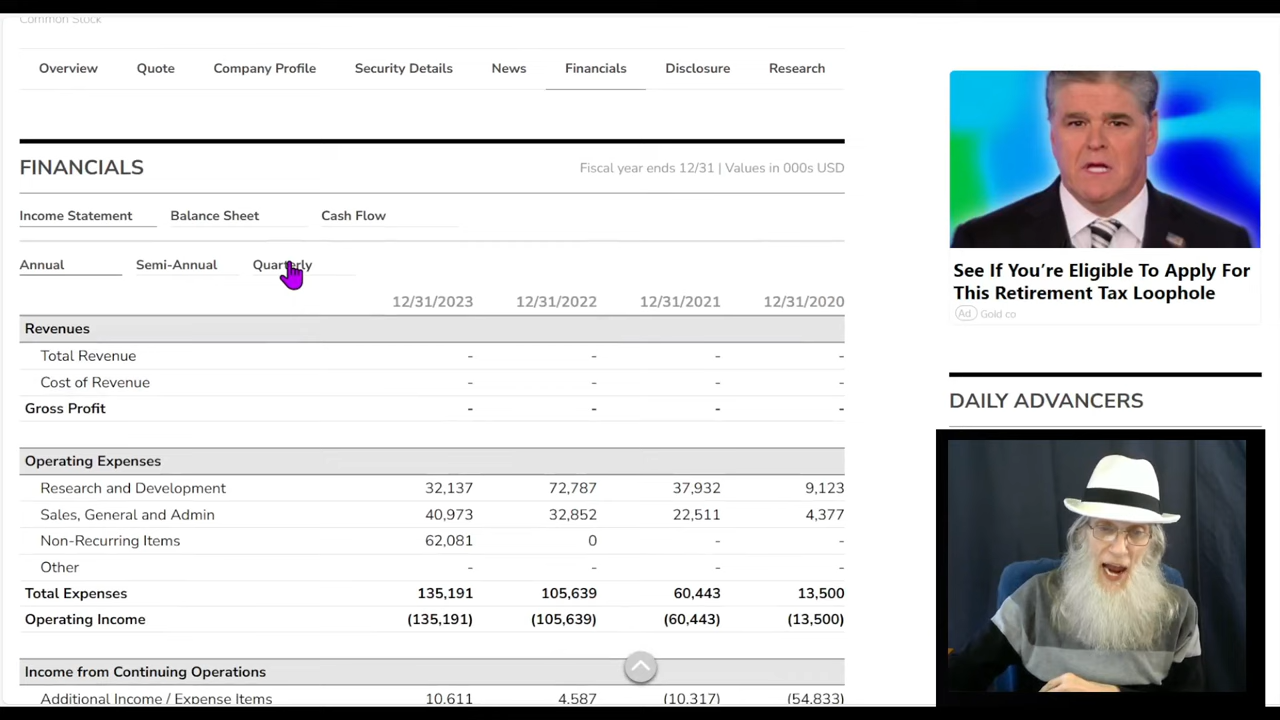 Common Stock
Overview Quote Company Profile Security Details News Financials Disclosure Research
FINANCIALS
Fiscal year ends 12/31 | Values in 000s USD
Income Statement Balance Sheet Cash Flow
Annual Semi-Annual Quarterly
12/31/2023 12/31/2022 12/31/2021 12/31/2020
Revenues
Total Revenue - - - -
Cost of Revenue - - - -
Gross Profit - - - -
Operating Expenses
Research and Development 32,137 72,787 37,932 9,123
Sales, General and Admin 40,973 32,852 22,511 4,377
Non-Recurring Items 62,081 0 - -
Other - - - -
Total Expenses 135,191 105,639 60,443 13,500
Operating Income (135,191) (105,639) (60,443) (13,500)
Income from Continuing Operations
Additional Income / Expense Items 10,611 4,587 (10,317) (54,833)
See If You’re Eligible To Apply For
This Retirement Tax Loophole
Ad Gold co
DAILY ADVANCERS